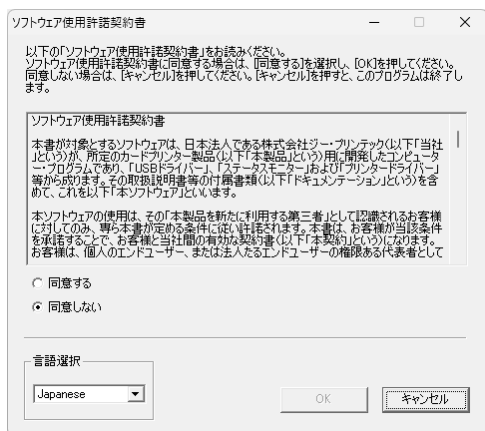 ソフトウェア使用許諾契約書
以下の「ソフトウェア使用許諾契約書」をお読みください。
ソフトウェア使用許諾契約書に同意する場合は、[同意する]を選択し、[OK]を押してください。
同意しない場合は、[キャンセル]を押してください。[キャンセル]を押すと、このプログラムは終了し
ます。
ソフトウェア使用許諾契約書
本書が対象とするソフトウェアは、日本法人である株式会社ジー・プリンテック(以下「当社
」という)が、所定のカードプリンター製品(以下「本製品」という)用に開発したコンピュータ
ー・プログラムであり、「USBドライバー」、「ステータスモニター」および「プリンタードライバー」
等から成ります。その取扱説明書等の付属書類(以下「ドキュメンテーション」という)を含
めて、これを以下「本ソフトウェア」といいます。
本ソフトウェアの使用は、その「本製品を新たに利用する第三者」として認識されるお客様
に対してのみ、専ら本書が定める条件に従い許諾されます。本書は、お客様が当該条件
を承諾することで、お客様と当社間の有効な契約書(以下「本契約」という)になります。
お客様は、個人のエンドユーザー、または法人たるエンドユーザーの権限ある代表者として
同意する
同意しない
言語選択
Japanese
OK
キャンセル